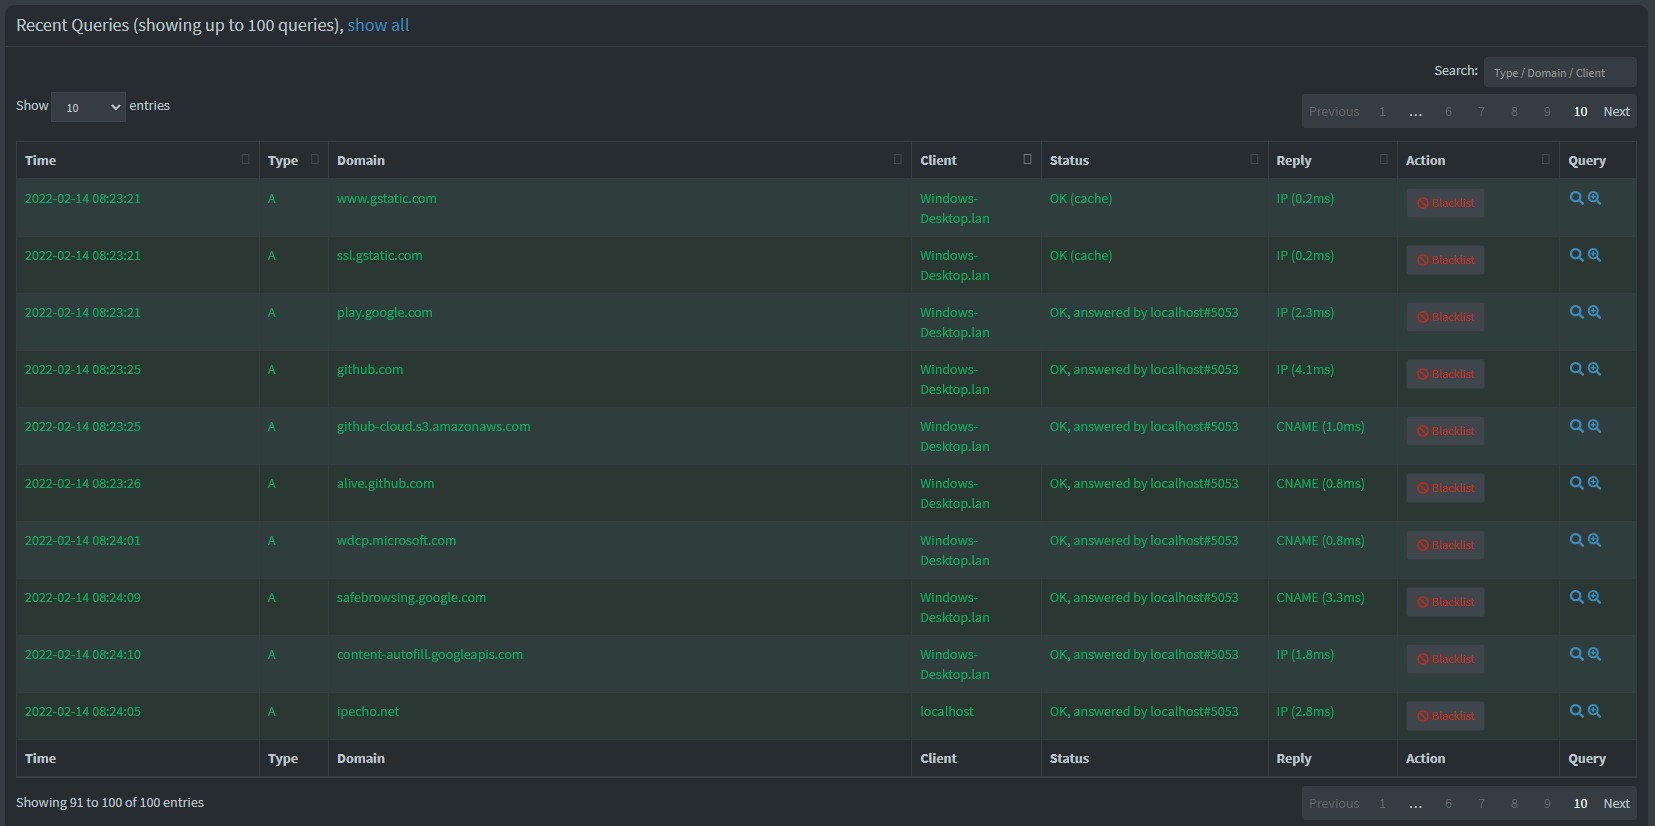 Recent Queries (showing up to 100 queries), show all
Search: Type / Domain / Client
Show 10 entries
Previous 1 ... 6 7 8 9 10 Next
Time Type Domain Client Status Reply Action Query
2022-02-14 08:23:21 A www.gstatic.com Windows- OK (cache) IP (0.2ms) Blacklist
Desktop.lan
2022-02-14 08:23:21 A ssl.gstatic.com Windows- OK (cache) IP (0.2ms) Blacklist
Desktop.lan
2022-02-14 08:23:21 A play.google.com Windows- OK, answered by localhost#5053 IP (2.3ms) Blacklist
Desktop.lan
2022-02-14 08:23:25 A github.com Windows- OK, answered by localhost#5053 IP (4.1ms) Blacklist
Desktop.lan
2022-02-14 08:23:25 A github-cloud.s3.amazonaws.com Windows- OK, answered by localhost#5053 CNAME (1.0ms) Blacklist
Desktop.lan
2022-02-14 08:23:26 A alive.github.com Windows- OK, answered by localhost#5053 CNAME (0.8ms) Blacklist
Desktop.lan
2022-02-14 08:24:01 A wdcp.microsoft.com Windows- OK, answered by localhost#5053 CNAME (0.8ms) Blacklist
Desktop.lan
2022-02-14 08:24:09 A safebrowsing.google.com Windows- OK, answered by localhost#5053 CNAME (3.3ms) Blacklist
Desktop.lan
2022-02-14 08:24:10 A content-autofill.googleapis.com Windows- OK, answered by localhost#5053 IP (1.8ms) Blacklist
Desktop.lan
2022-02-14 08:24:05 A ipecho.net localhost OK, answered by localhost#5053 IP (2.8ms) Blacklist
Time Type Domain Client Status Reply Action Query
Showing 91 to 100 of 100 entries
Previous 1 ... 6 7 8 9 10 Next